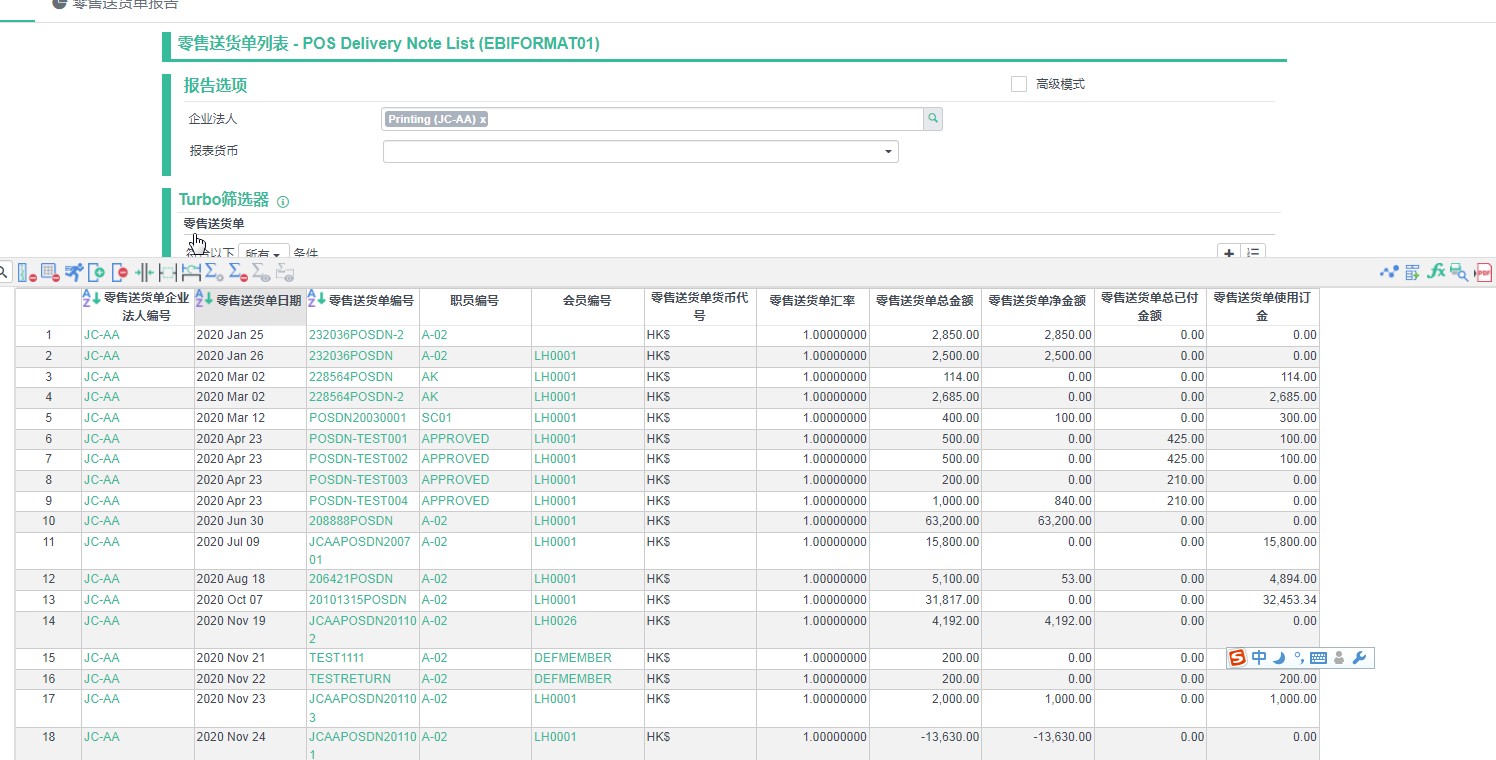 零售送货单报告
零售送货单列表 - POS Delivery Note List (EBIFORMAT01)
报告选项
高级模式
企业法人 Printing (JC-AA) x
报表货币
Turbo筛选器
零售送货单
符合以下 所有 条件
零售送货单企业法人编号 零售送货单日期 零售送货单编号 职员编号 会员编号 零售送货单货币代号 零售送货单汇率 零售送货单总金额 零售送货单净金额 零售送货单总已付金额 零售送货单使用订金
1 JC-AA 2020 Jan 25 232036POSDN-2 A-02 HK$ 1.00000000 2,850.00 2,850.00 0.00 0.00
2 JC-AA 2020 Jan 26 232036POSDN A-02 LH0001 HK$ 1.00000000 2,500.00 2,500.00 0.00 0.00
3 JC-AA 2020 Mar 02 228564POSDN AK LH0001 HK$ 1.00000000 114.00 0.00 0.00 114.00
4 JC-AA 2020 Mar 02 228564POSDN-2 AK LH0001 HK$ 1.00000000 2,685.00 0.00 0.00 2,685.00
5 JC-AA 2020 Mar 12 POSDN20030001 SC01 LH0001 HK$ 1.00000000 400.00 100.00 0.00 300.00
6 JC-AA 2020 Apr 23 POSDN-TEST001 APPROVED LH0001 HK$ 1.00000000 500.00 0.00 425.00 100.00
7 JC-AA 2020 Apr 23 POSDN-TEST002 APPROVED LH0001 HK$ 1.00000000 500.00 0.00 425.00 100.00
8 JC-AA 2020 Apr 23 POSDN-TEST003 APPROVED LH0001 HK$ 1.00000000 200.00 0.00 210.00 0.00
9 JC-AA 2020 Apr 23 POSDN-TEST004 APPROVED LH0001 HK$ 1.00000000 1,000.00 840.00 210.00 0.00
10 JC-AA 2020 Jun 30 208888POSDN A-02 LH0001 HK$ 1.00000000 63,200.00 63,200.00 0.00 0.00
11 JC-AA 2020 Jul 09 JCAAPOSDN200701 A-02 LH0001 HK$ 1.00000000 15,800.00 0.00 0.00 15,800.00
12 JC-AA 2020 Aug 18 206421POSDN A-02 LH0001 HK$ 1.00000000 5,100.00 53.00 0.00 4,894.00
13 JC-AA 2020 Oct 07 20101315POSDN A-02 LH0001 HK$ 1.00000000 31,817.00 0.00 0.00 32,453.34
14 JC-AA 2020 Nov 19 JCAAPOSDN201102 A-02 LH0026 HK$ 1.00000000 4,192.00 4,192.00 0.00 0.00
15 JC-AA 2020 Nov 21 TEST1111 A-02 DEFMEMBER HK$ 1.00000000 200.00 0.00 0.00 中
16 JC-AA 2020 Nov 22 TESTRETURN A-02 DEFMEMBER HK$ 1.00000000 200.00 0.00 0.00 200.00
17 JC-AA 2020 Nov 23 JCAAPOSDN201103 A-02 LH0001 HK$ 1.00000000 2,000.00 1,000.00 0.00 1,000.00
18 JC-AA 2020 Nov 24 JCAAPOSDN201101 A-02 LH0001 HK$ 1.00000000 -13,630.00 -13,630.00 0.00 0.00